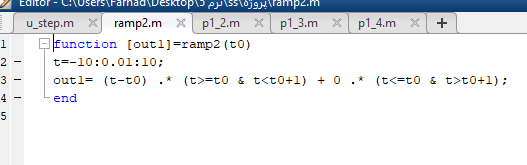 Editor - C:\Users\Farhad\Desktop\ترم 5\ss\پروژه\ramp2.m
u_step.m ramp2.m p1_2.m p1_3.m p1_4.m +
1 function [out1]=ramp2(t0)
2 - t=-10:0.01:10;
3 - out1= (t-t0) .* (t>=t0 & t<t0+1) + 0 .* (t<=t0 & t>t0+1);
4 - end
5